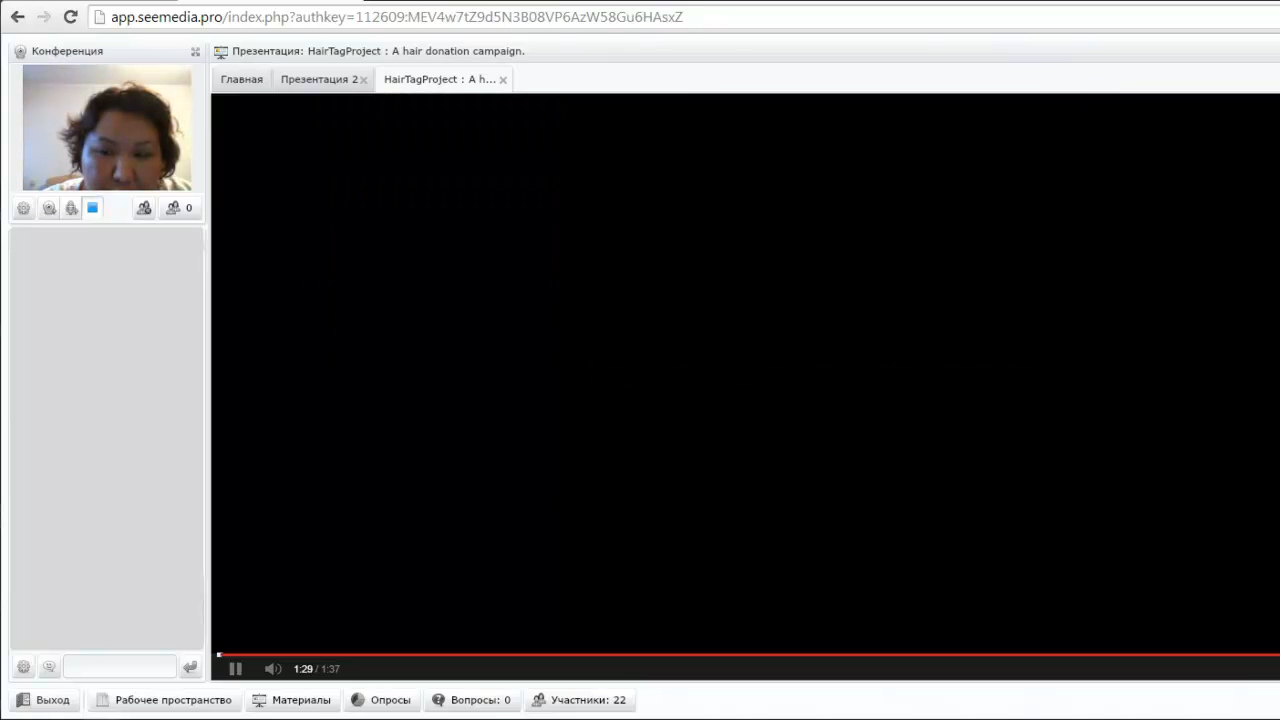 app.seemedia.pro/index.php?authkey=112609:MEV4w7tZ9d5N3B08VP6AzW58Gu6HAsxZ
Конференция
Презентация: HairTagProject : A hair donation campaign.
Главная
Презентация 2
HairTagProject : A h...
0
1:29 / 1:37
Выход
Рабочее пространство
Материалы
Опросы
Вопросы: 0
Участники: 22